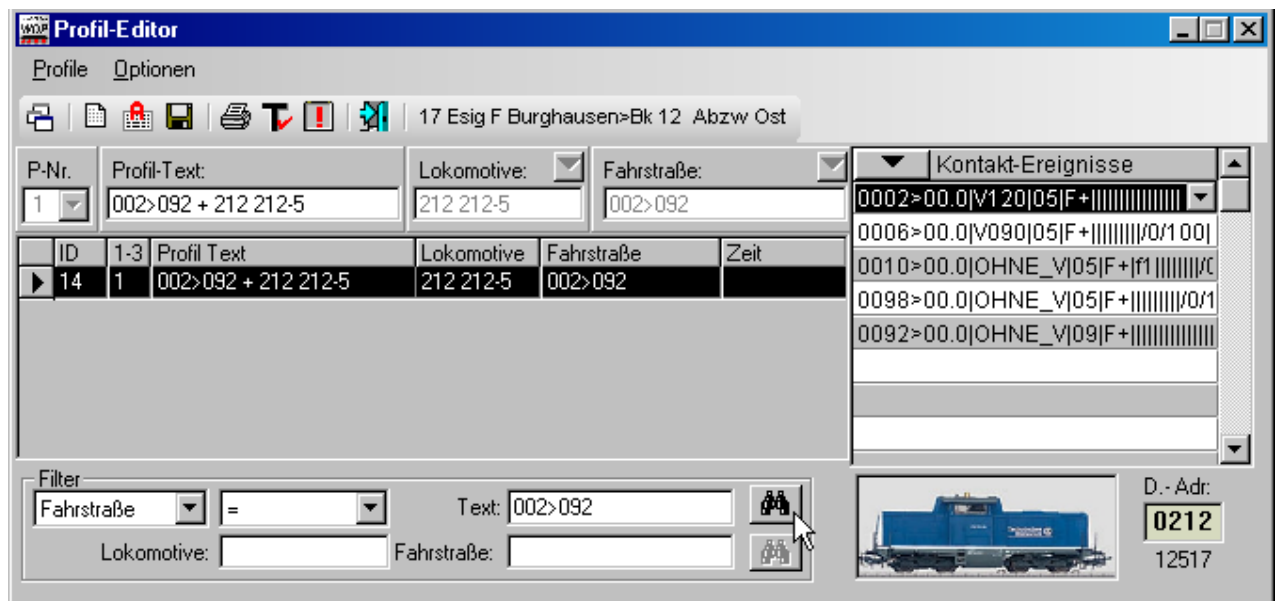 Profil-Editor
Profile Optionen
17 Esig F Burghausen>Bk 12 Abzw Ost
P-Nr. Profil-Text: Lokomotive: Fahrstraße:
1 002>092 + 212 212-5 212 212-5 002>092
ID 1-3 Profil Text Lokomotive Fahrstraße Zeit
14 1 002>092 + 212 212-5 212 212-5 002>092
Kontakt-Ereignisse
0002>00.0|V120|05|F+||||||||||||||||
0006>00.0|V090|05|F+|||||||||/0/100|
0010>00.0|OHNE_V|05|F+|f1||||||||/0
0098>00.0|OHNE_V|05|F+|||||||||/0/1
0092>00.0|OHNE_V|09|F+|||||||||||||||
Filter
Fahrstraße = Text: 002>092
Lokomotive: Fahrstraße:
D.- Adr:
0212
12517